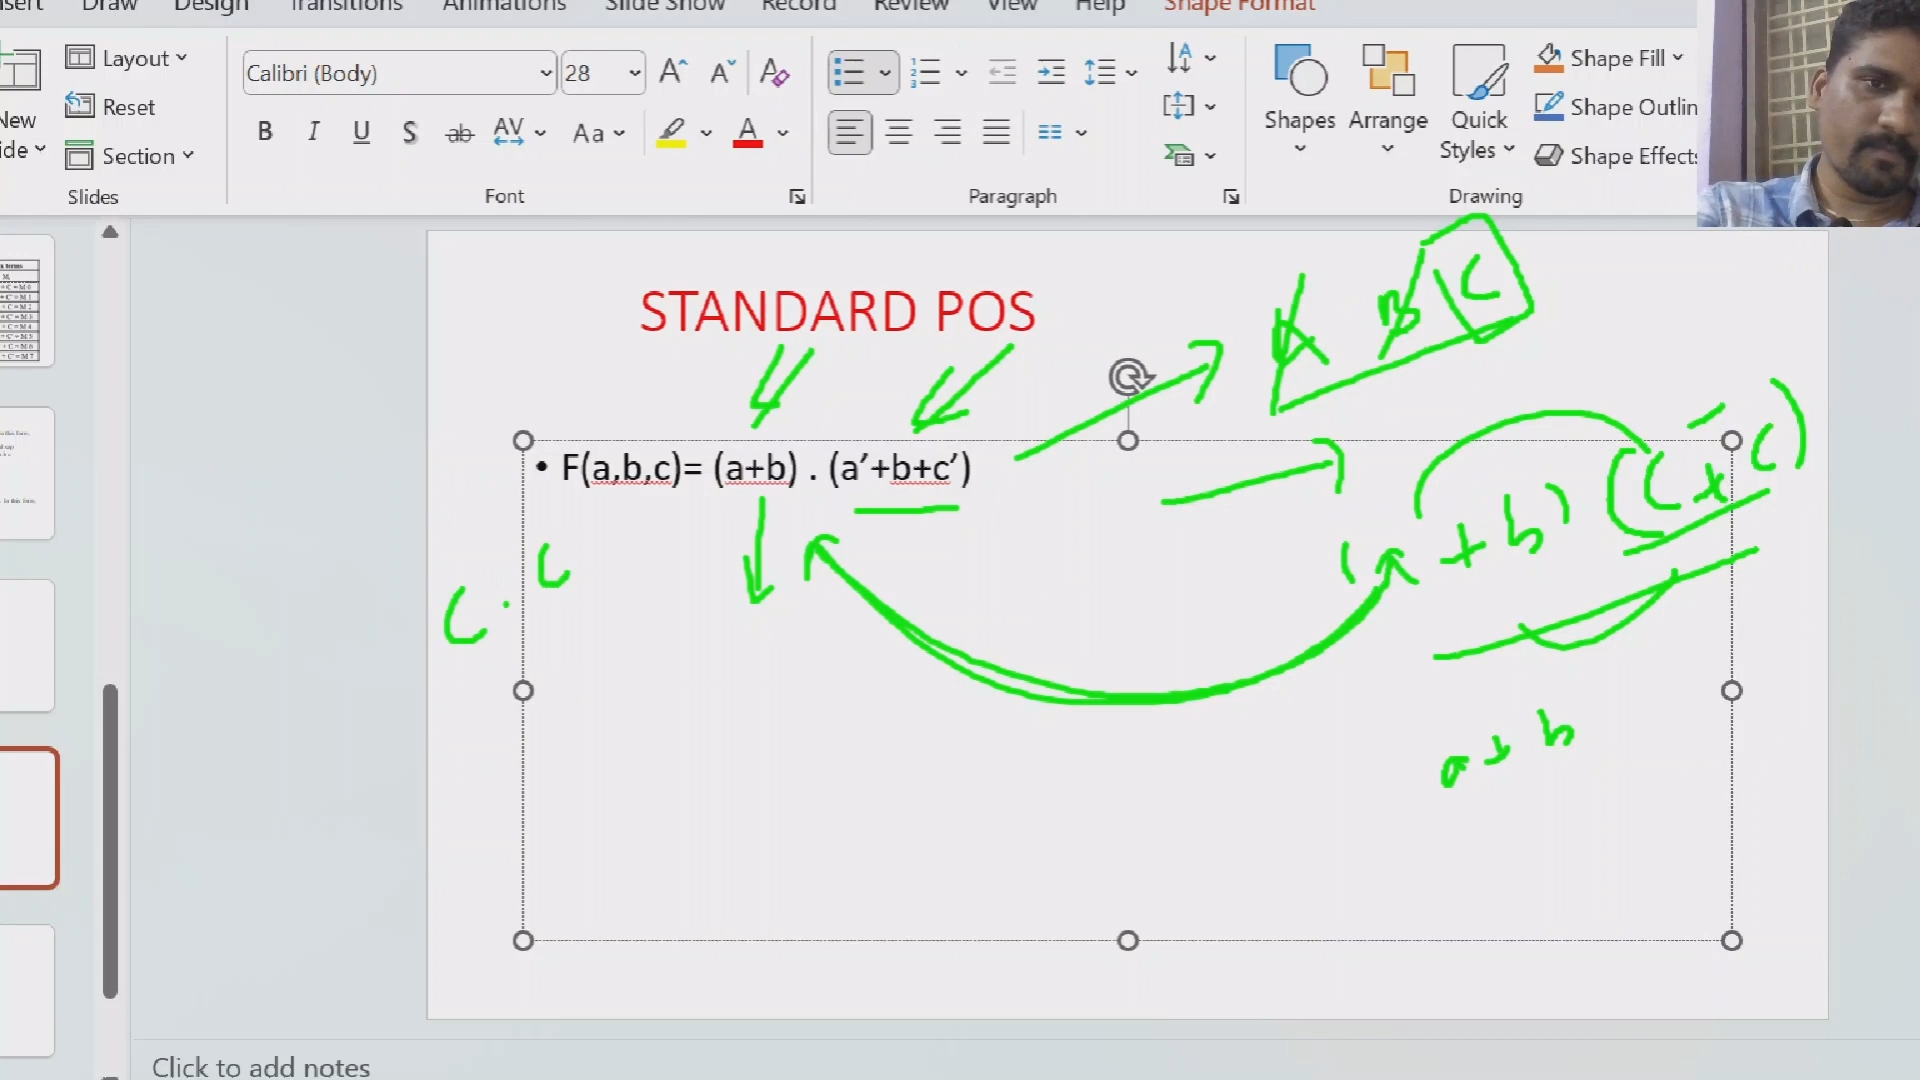 nsert Draw Design Transitions Animations Slide Show Record Review View Help Shape Format
New
ide
Layout
Reset
Section
Slides
Calibri (Body) 28
B I U S ab AV Aa A
Font
Paragraph
Shapes Arrange Quick
Styles
Shape Fill
Shape Outlin
Shape Effects
Drawing
STANDARD POS
A B C
• F(a,b,c)= (a+b) . (a′+b+c′)
c . c
a + b
Click to add notes